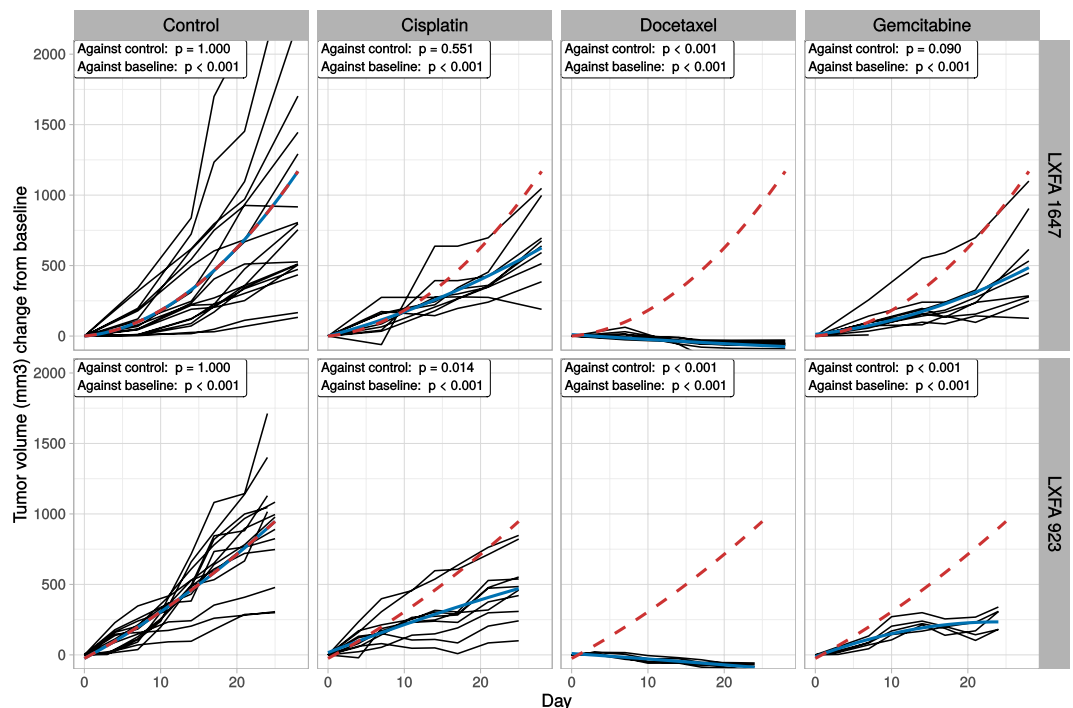 Control Cisplatin Docetaxel Gemcitabine
Against control: p = 1.000
Against baseline: p < 0.001
Against control: p = 0.551
Against baseline: p < 0.001
Against control: p < 0.001
Against baseline: p < 0.001
Against control: p = 0.090
Against baseline: p < 0.001
2000
1500
1000
500
0
LXFA 1647
Against control: p = 1.000
Against baseline: p < 0.001
Against control: p = 0.014
Against baseline: p < 0.001
Against control: p < 0.001
Against baseline: p < 0.001
Against control: p < 0.001
Against baseline: p < 0.001
2000
1500
1000
500
0
LXFA 923
Tumor volume (mm3) change from baseline
0 10 20 0 10 20 0 10 20 0 10 20
Day